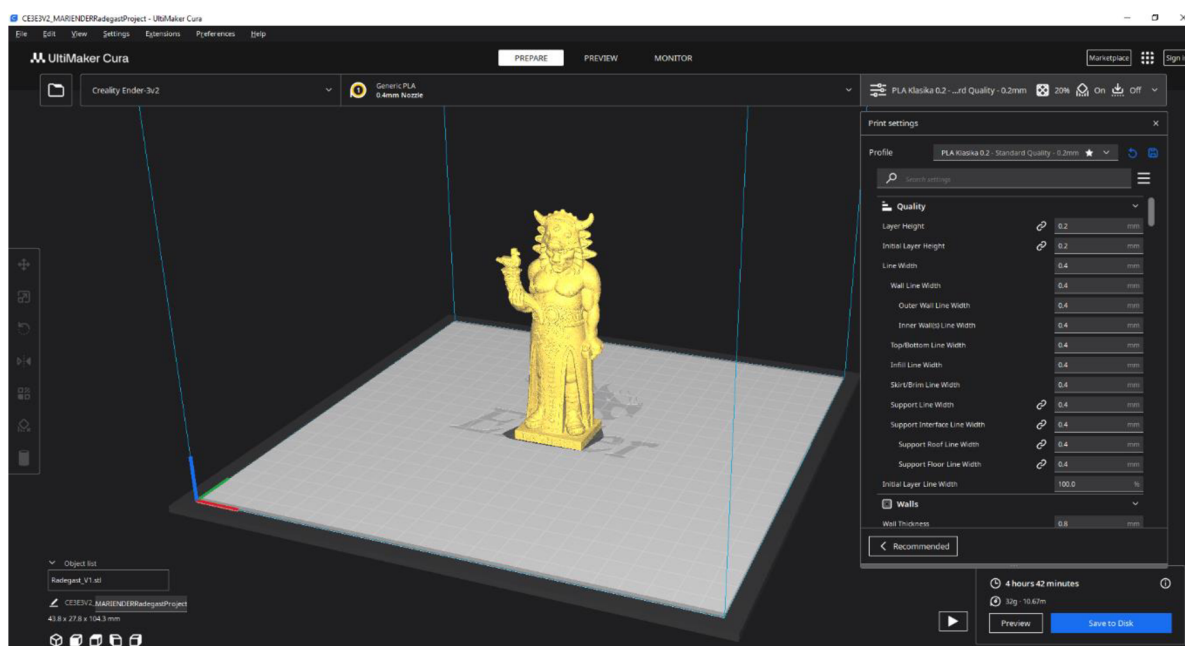 CE3E3V2_MARIENDERRadegastProject - UltiMaker Cura
File Edit View Settings Extensions Preferences Help
UltiMaker Cura
PREPARE PREVIEW MONITOR
Marketplace
Sign i
Creality Ender-3v2
1
Generic PLA
0.4mm Nozzle
PLA Klasika 0.2 - ...rd Quality - 0.2mm 20% On Off
Print settings
Profile PLA Klasika 0.2 - Standard Quality - 0.2mm
Search settings
Quality
Layer Height 0.2 mm
Initial Layer Height 0.2 mm
Line Width 0.4 mm
Wall Line Width 0.4 mm
Outer Wall Line Width 0.4 mm
Inner Wall(s) Line Width 0.4 mm
Top/Bottom Line Width 0.4 mm
Infill Line Width 0.4 mm
Skirt/Brim Line Width 0.4 mm
Support Line Width 0.4 mm
Support Interface Line Width 0.4 mm
Support Roof Line Width 0.4 mm
Support Floor Line Width 0.4 mm
Initial Layer Line Width 100.0 %
Walls
Wall Thickness 0.8 mm
Recommended
Object list
Radegast_V1.stl
CE3E3V2_MARIENDERRadegastProject
43.8 x 27.8 x 104.3 mm
4 hours 42 minutes
32g · 10.67m
Preview Save to Disk